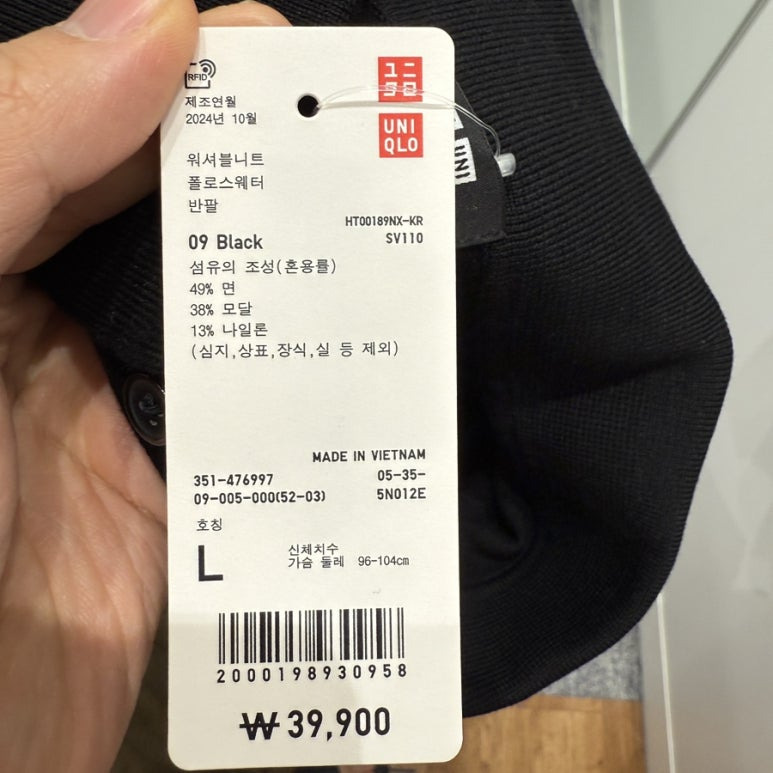 RFID
ユニ
クロ
UNI
QLO
UNI
제조연월
2024년 10월
워셔블니트
폴로스웨터
반팔
HT00189NX-KR
09 Black
SV110
섬유의 조성(혼용률)
49% 면
38% 모달
13% 나일론
(심지,상표,장식,실 등 제외)
MADE IN VIETNAM
351-476997
05-35-
09-005-000(52-03)
5N012E
호칭
L
신체치수
가슴 둘레 96-104cm
2000198930958
₩39,900